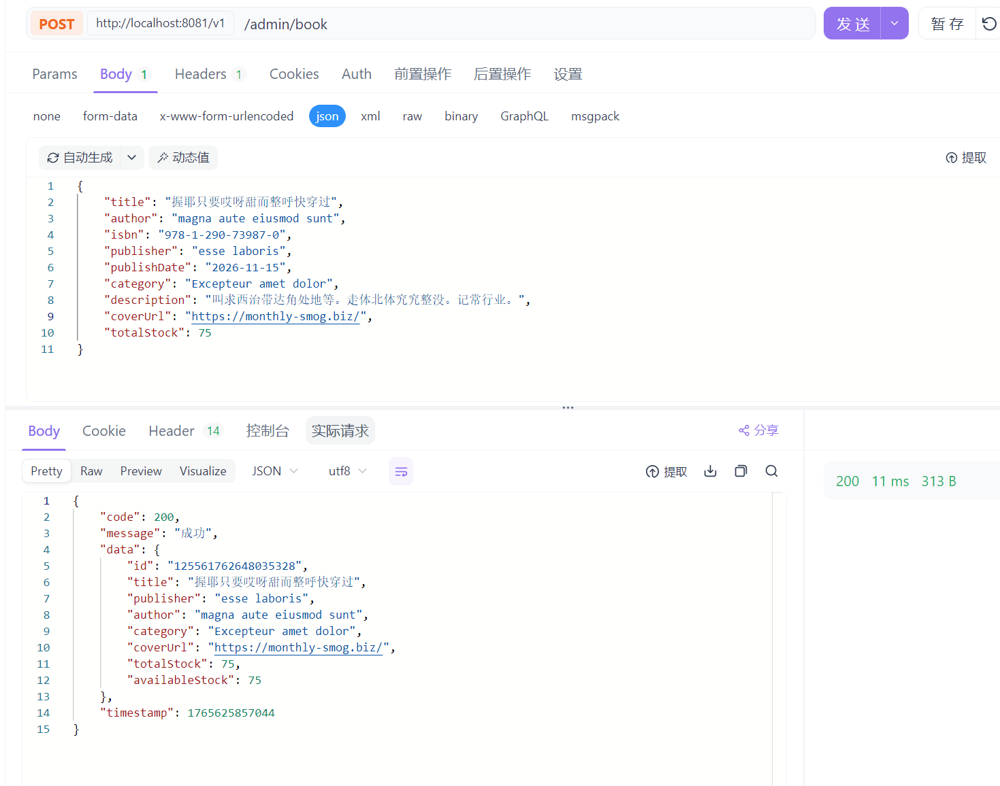 POST http://localhost:8081/v1 /admin/book 发 送 暂 存
Params Body 1 Headers 1 Cookies Auth 前置操作 后置操作 设置
none form-data x-www-form-urlencoded json xml raw binary GraphQL msgpack
自动生成 动态值 提取
1 {
2 "title": "握耶只要哎呀甜而整呼快穿过",
3 "author": "magna aute eiusmod sunt",
4 "isbn": "978-1-290-73987-0",
5 "publisher": "esse laboris",
6 "publishDate": "2026-11-15",
7 "category": "Excepteur amet dolor",
8 "description": "叫求西治带达角处地等。走体北体究究整没。记常行业。",
9 "coverUrl": "https://monthly-smog.biz/",
10 "totalStock": 75
11 }
Body Cookie Header 14 控制台 实际请求 分享
Pretty Raw Preview Visualize JSON utf8 提取
200 11 ms 313 B
1 {
2 "code": 200,
3 "message": "成功",
4 "data": {
5 "id": "125561762648035328",
6 "title": "握耶只要哎呀甜而整呼快穿过",
7 "publisher": "esse laboris",
8 "author": "magna aute eiusmod sunt",
9 "category": "Excepteur amet dolor",
10 "coverUrl": "https://monthly-smog.biz/",
11 "totalStock": 75,
12 "availableStock": 75
13 },
14 "timestamp": 1765625857044
15 }